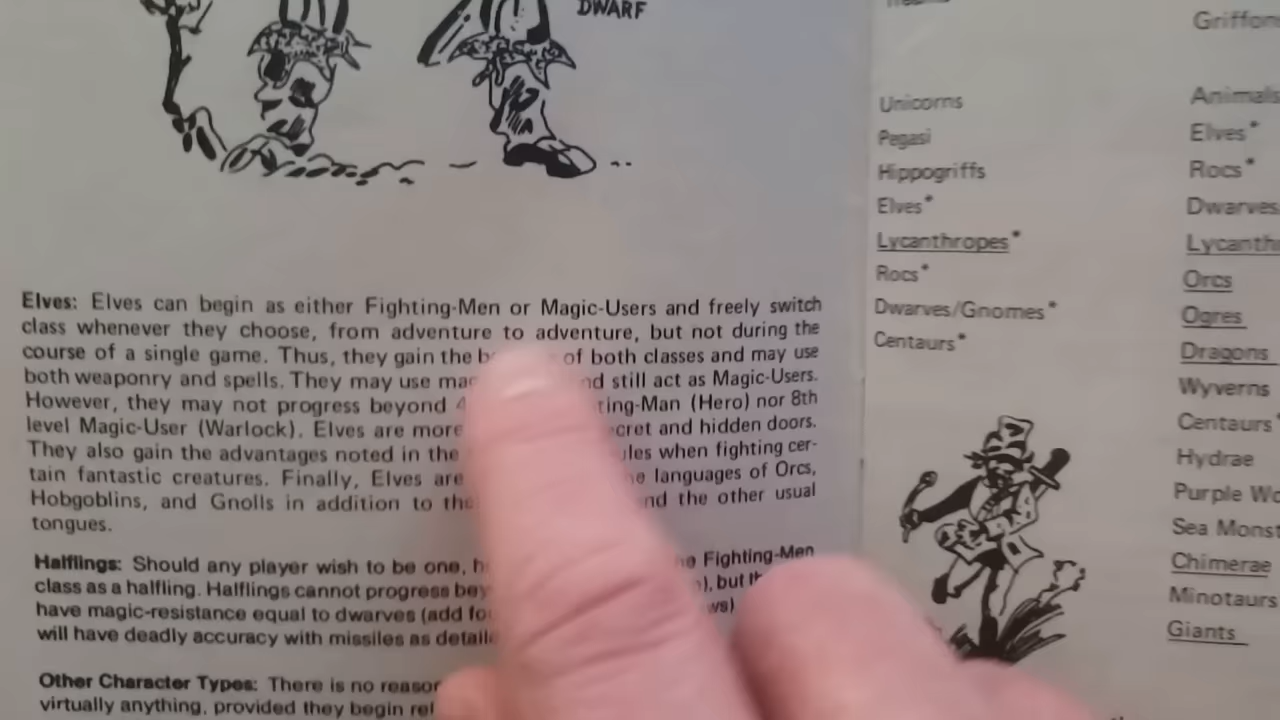 DWARF
Elves: Elves can begin as either Fighting-Men or Magic-Users and freely switch
class whenever they choose, from adventure to adventure, but not during the
course of a single game. Thus, they gain the of both classes and may use
both weaponry and spells. They may use still act as Magic-Users.
However, they may not progress beyond (Hero) nor 8th
level Magic-User (Warlock). Elves are more and hidden doors.
They also gain the advantages noted in the when fighting cer-
tain fantastic creatures. Finally, Elves are languages of Orcs,
Hobgoblins, and Gnolls in addition to the other usual
tongues.
Halflings: Should any player wish to be one, Fighting-Men
class as a halfling. Halflings cannot progress but
have magic-resistance equal to dwarves (add
will have deadly accuracy with missiles as
Other Character Types: There is no
virtually anything, provided they begin
Unicorns
Pegasi
Hippogriffs
Elves*
Lycanthropes*
Rocs*
Dwarves/Gnomes*
Centaurs*
Animals
Elves*
Rocs*
Dwarves
Orcs
Ogres
Dragons
Wyverns
Centaurs
Hydrae
Purple
Sea
Chimerae
Minotaurs
Giants